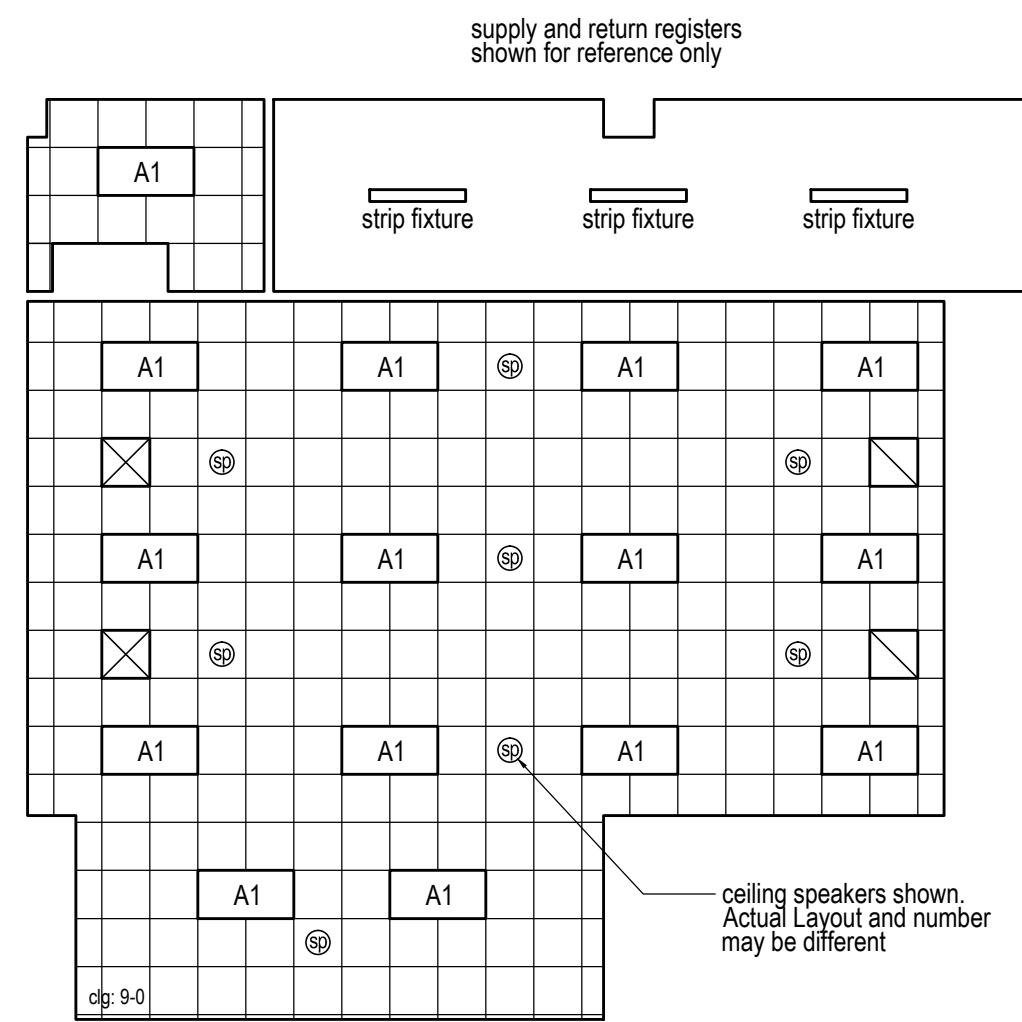 supply and return registers
shown for reference only
A1
strip fixture strip fixture strip fixture
A1 A1 sp A1 A1
sp sp
A1 A1 sp A1 A1
sp sp
A1 A1 sp A1 A1
A1 A1
ceiling speakers shown.
Actual Layout and number
may be different
sp
clg: 9-0